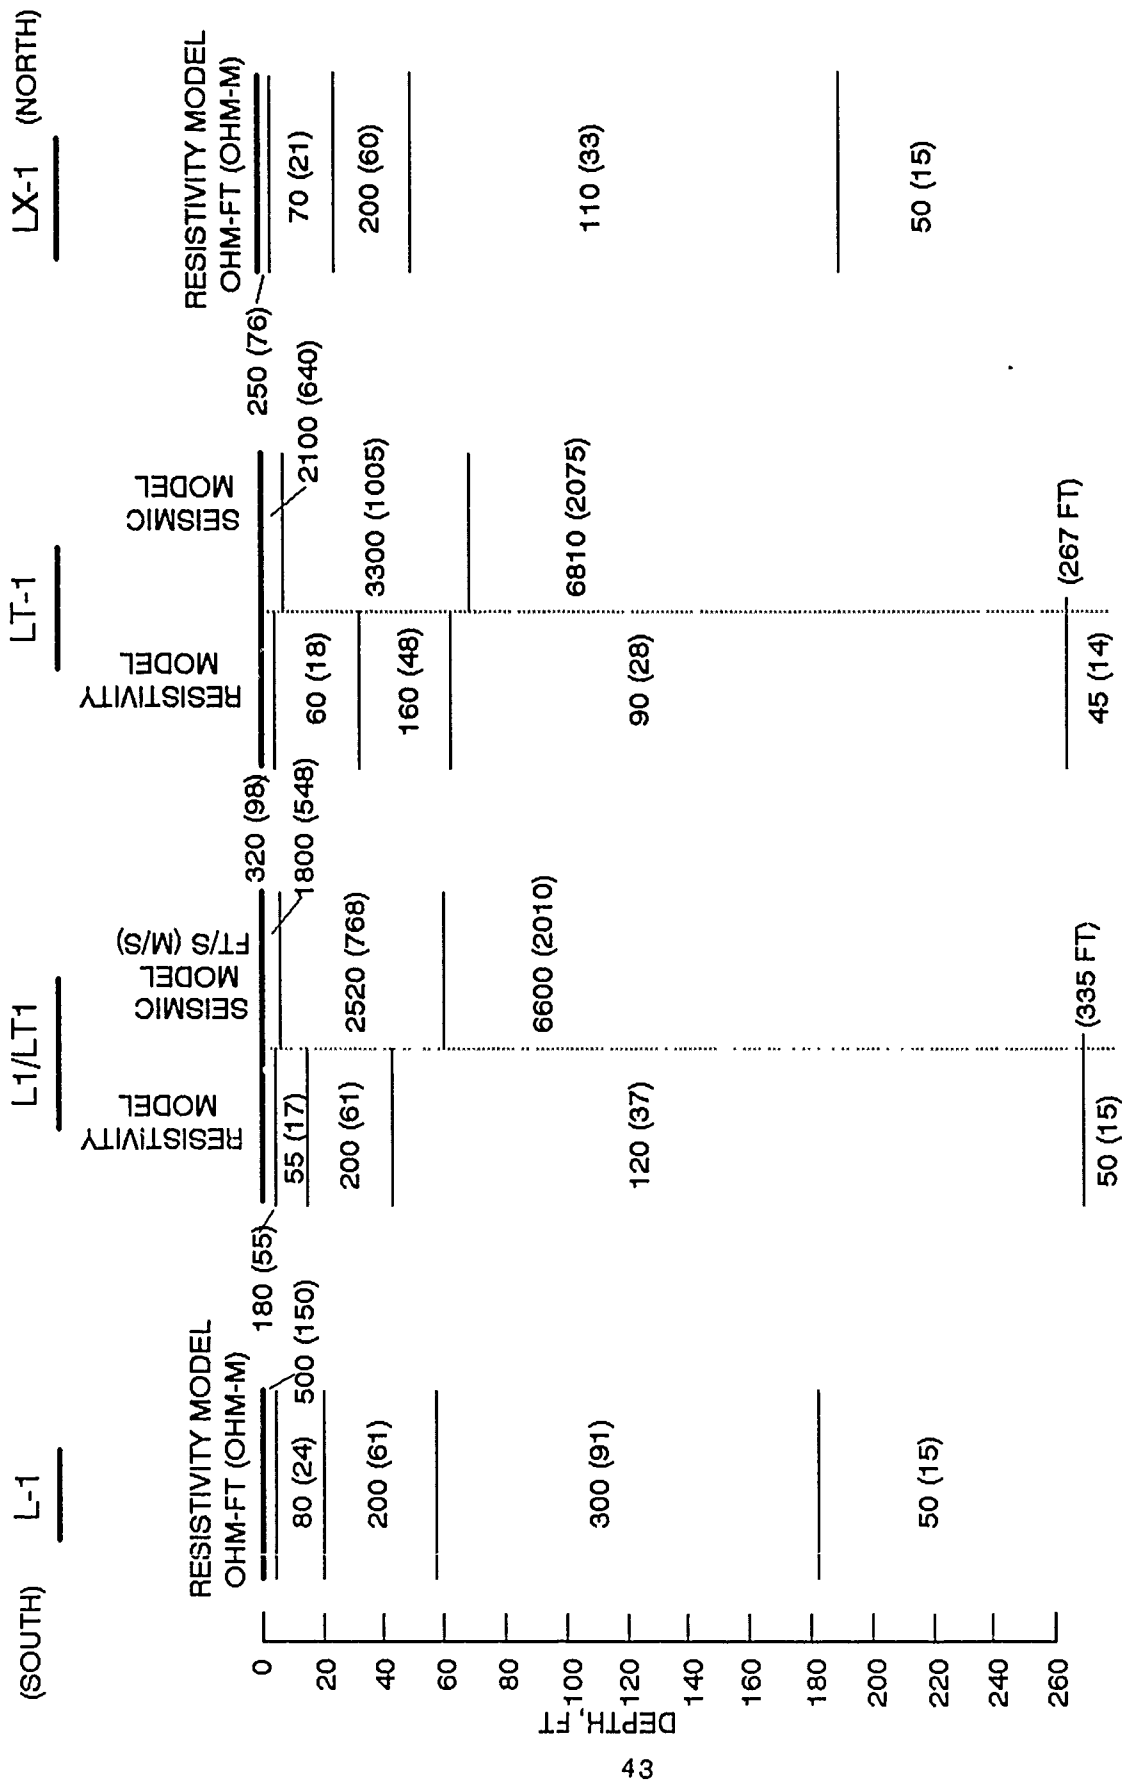 (SOUTH)
L-1
L1/LT1
LT-1
LX-1
(NORTH)
RESISTIVITY MODEL
OHM-FT (OHM-M)
500 (150)
80 (24)
200 (61)
300 (91)
50 (15)
RESISTIVITY
MODEL
180 (55)
55 (17)
200 (61)
120 (37)
50 (15)
SEISMIC
MODEL
FT/S (M/S)
1800 (548)
2520 (768)
6600 (2010)
(335 FT)
RESISTIVITY
MODEL
320 (98)
60 (18)
160 (48)
90 (28)
45 (14)
SEISMIC
MODEL
2100 (640)
3300 (1005)
6810 (2075)
(267 FT)
RESISTIVITY MODEL
OHM-FT (OHM-M)
250 (76)
70 (21)
200 (60)
110 (33)
50 (15)
0
20
40
60
80
100
120
140
160
180
200
220
240
260
DEPTH, FT
43